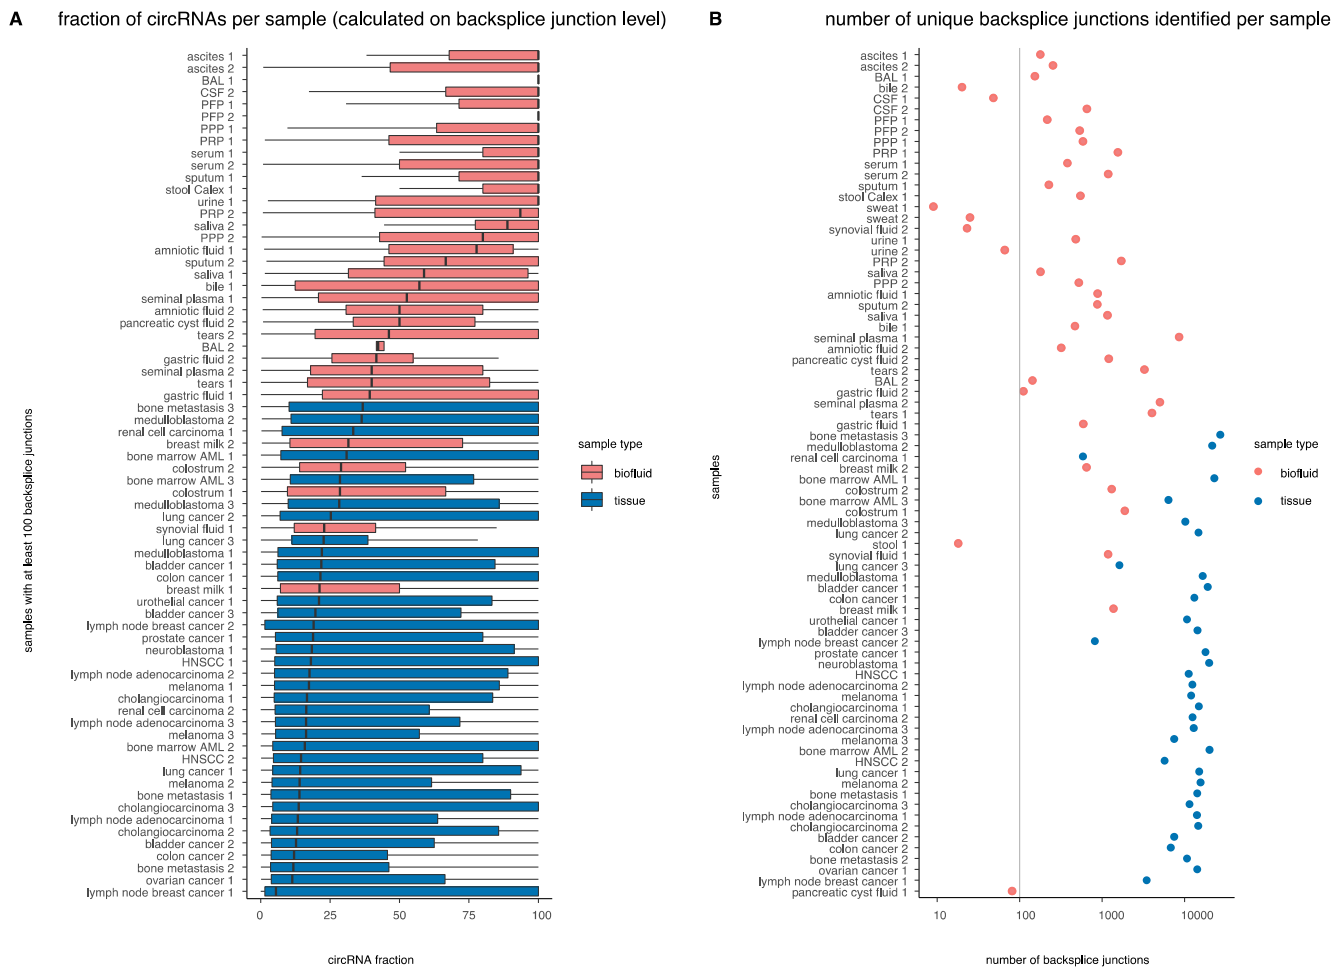 A fraction of circRNAs per sample (calculated on backsplice junction level)
samples with at least 100 backsplice junctions
ascites 1
ascites 2
BAL 1
CSF 2
PFP 1
PFP 2
PPP 1
PRP 1
serum 1
serum 2
sputum 1
stool Calex 1
urine 1
PRP 2
saliva 2
PPP 2
amniotic fluid 1
sputum 2
saliva 1
bile 1
seminal plasma 1
amniotic fluid 2
pancreatic cyst fluid 2
tears 2
BAL 2
gastric fluid 2
seminal plasma 2
tears 1
gastric fluid 1
bone metastasis 3
medulloblastoma 2
renal cell carcinoma 1
breast milk 2
bone marrow AML 1
colostrum 2
bone marrow AML 3
colostrum 1
medulloblastoma 3
lung cancer 2
synovial fluid 1
lung cancer 3
medulloblastoma 1
bladder cancer 1
colon cancer 1
breast milk 1
urothelial cancer 1
bladder cancer 3
lymph node breast cancer 2
prostate cancer 1
neuroblastoma 1
HNSCC 1
lymph node adenocarcinoma 2
melanoma 1
cholangiocarcinoma 1
renal cell carcinoma 2
lymph node adenocarcinoma 3
melanoma 3
bone marrow AML 2
HNSCC 2
lung cancer 1
melanoma 2
bone metastasis 1
cholangiocarcinoma 3
lymph node adenocarcinoma 1
cholangiocarcinoma 2
bladder cancer 2
colon cancer 2
bone metastasis 2
ovarian cancer 1
lymph node breast cancer 1
0 25 50 75 100
circRNA fraction
sample type
biofluid
tissue
B number of unique backsplice junctions identified per sample
samples
ascites 1
ascites 2
BAL 1
bile 2
CSF 1
CSF 2
PFP 1
PFP 2
PPP 1
PRP 1
serum 1
serum 2
sputum 1
stool Calex 1
sweat 1
sweat 2
synovial fluid 2
urine 1
urine 2
PRP 2
saliva 2
PPP 2
amniotic fluid 1
sputum 2
saliva 1
bile 1
seminal plasma 1
amniotic fluid 2
pancreatic cyst fluid 2
tears 2
BAL 2
gastric fluid 2
seminal plasma 2
tears 1
gastric fluid 1
bone metastasis 3
medulloblastoma 2
renal cell carcinoma 1
breast milk 2
bone marrow AML 1
colostrum 2
bone marrow AML 3
colostrum 1
medulloblastoma 3
lung cancer 2
stool 1
synovial fluid 1
lung cancer 3
medulloblastoma 1
bladder cancer 1
colon cancer 1
breast milk 1
urothelial cancer 1
bladder cancer 3
lymph node breast cancer 2
prostate cancer 1
neuroblastoma 1
HNSCC 1
lymph node adenocarcinoma 2
melanoma 1
cholangiocarcinoma 1
renal cell carcinoma 2
lymph node adenocarcinoma 3
melanoma 3
bone marrow AML 2
HNSCC 2
lung cancer 1
melanoma 2
bone metastasis 1
cholangiocarcinoma 3
lymph node adenocarcinoma 1
cholangiocarcinoma 2
bladder cancer 2
colon cancer 2
bone metastasis 2
ovarian cancer 1
lymph node breast cancer 1
pancreatic cyst fluid 1
10 100 1000 10000
number of backsplice junctions
sample type
biofluid
tissue